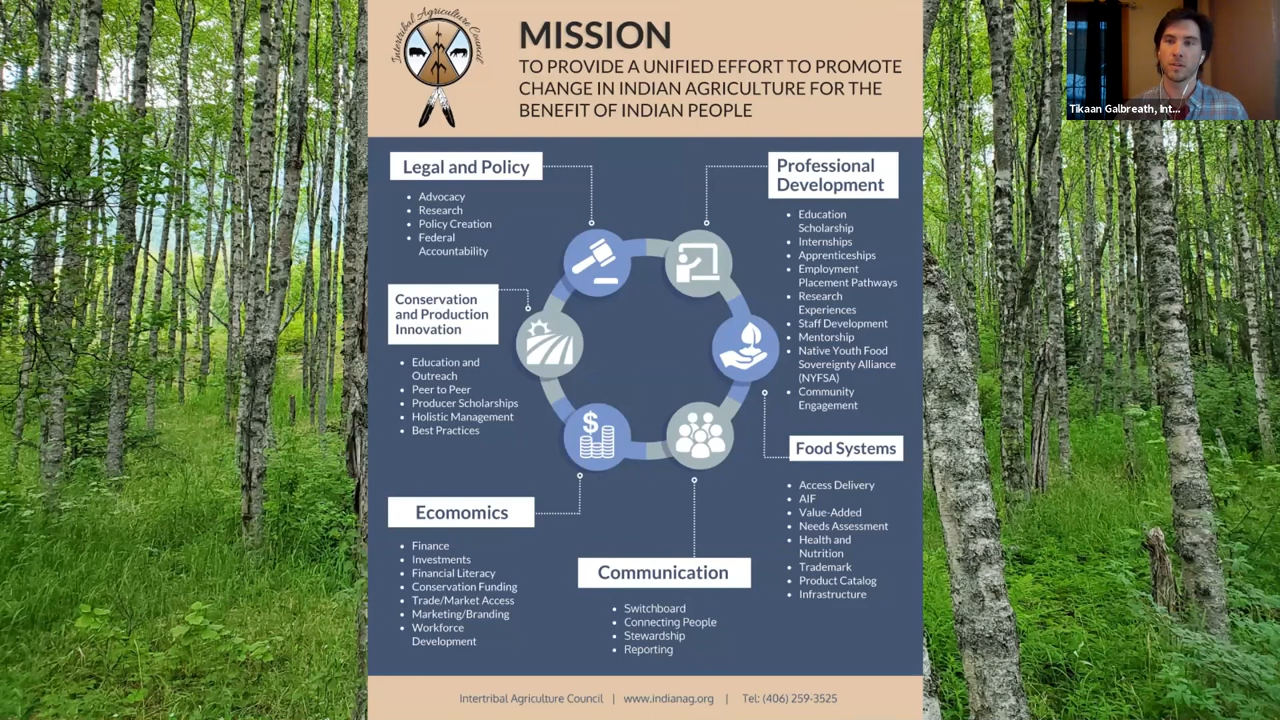 Intertribal Agriculture Council
MISSION
TO PROVIDE A UNIFIED EFFORT TO PROMOTE
CHANGE IN INDIAN AGRICULTURE FOR THE
BENEFIT OF INDIAN PEOPLE
Tikaan Galbreath, Int...
Legal and Policy
• Advocacy
• Research
• Policy Creation
• Federal
Accountability
Professional
Development
• Education
Scholarship
• Internships
• Apprenticeships
• Employment
Placement Pathways
• Research
Experiences
• Staff Development
• Mentorship
• Native Youth Food
Sovereignty Alliance
(NYFSA)
• Community
Engagement
Conservation
and Production
Innovation
• Education and
Outreach
• Peer to Peer
• Producer Scholarships
• Holistic Management
• Best Practices
$
Food Systems
• Access Delivery
• AIF
• Value-Added
• Needs Assessment
• Health and
Nutrition
• Trademark
• Product Catalog
• Infrastructure
Ecomomics
• Finance
• Investments
• Financial Literacy
• Conservation Funding
• Trade/Market Access
• Marketing/Branding
• Workforce
Development
Communication
• Switchboard
• Connecting People
• Stewardship
• Reporting
Intertribal Agriculture Council | www.indianag.org | Tel: (406) 259-3525